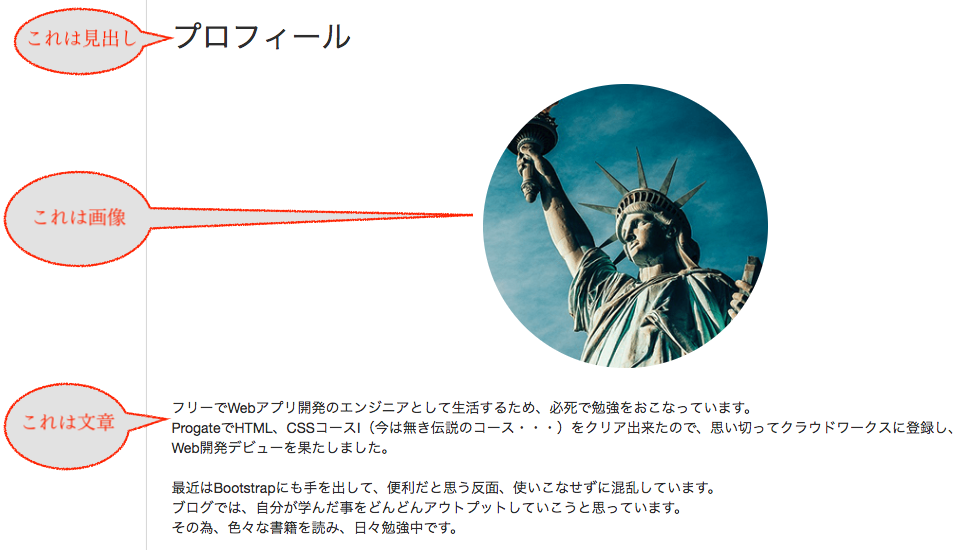 これは見出し
プロフィール
これは画像
これは文章
フリーでWebアプリ開発のエンジニアとして生活するため、必死で勉強をおこなっています。
ProgateでHTML、CSSコースI（今は無き伝説のコース・・・）をクリア出来たので、思い切ってクラウドワークスに登録し、
Web開発デビューを果たしました。
最近はBootstrapにも手を出して、便利だと思う反面、使いこなせずに混乱しています。
ブログでは、自分が学んだ事をどんどんアウトプットしていこうと思っています。
その為、色々な書籍を読み、日々勉強中です。